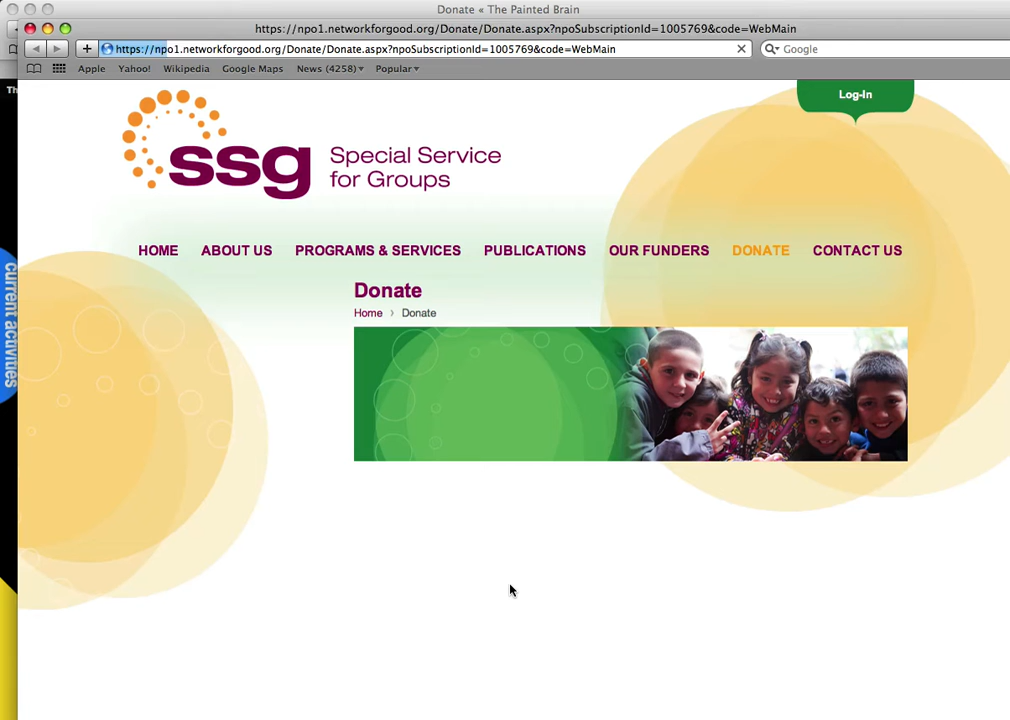 Donate « The Painted Brain
https://npo1.networkforgood.org/Donate/Donate.aspx?npoSubscriptionId=1005769&code=WebMain
https://npo1.networkforgood.org/Donate/Donate.aspx?npoSubscriptionId=1005769&code=WebMain
Google
Apple Yahoo! Wikipedia Google Maps News (4258) Popular
Th
Log-In
ssg Special Service
for Groups
HOME ABOUT US PROGRAMS & SERVICES PUBLICATIONS OUR FUNDERS DONATE CONTACT US
current activities
Donate
Home › Donate